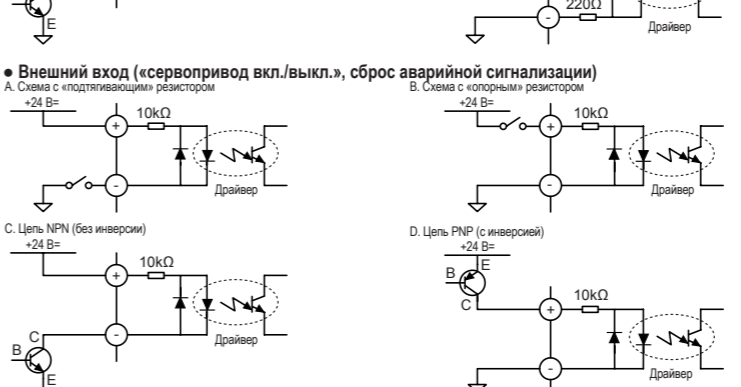 E
220Ω
Драйвер
● Внешний вход («сервопривод вкл./выкл.», сброс аварийной сигнализации)
A. Схема с «подтягивающим» резистором
+24 В=
10kΩ
+
-
Драйвер
B. Схема с «опорным» резистором
+24 В=
10kΩ
+
-
Драйвер
C. Цепь NPN (без инверсии)
+24 В=
10kΩ
+
-
C
B
E
Драйвер
D. Цепь PNP (с инверсией)
+24 В=
E
B
C
10kΩ
+
-
Драйвер